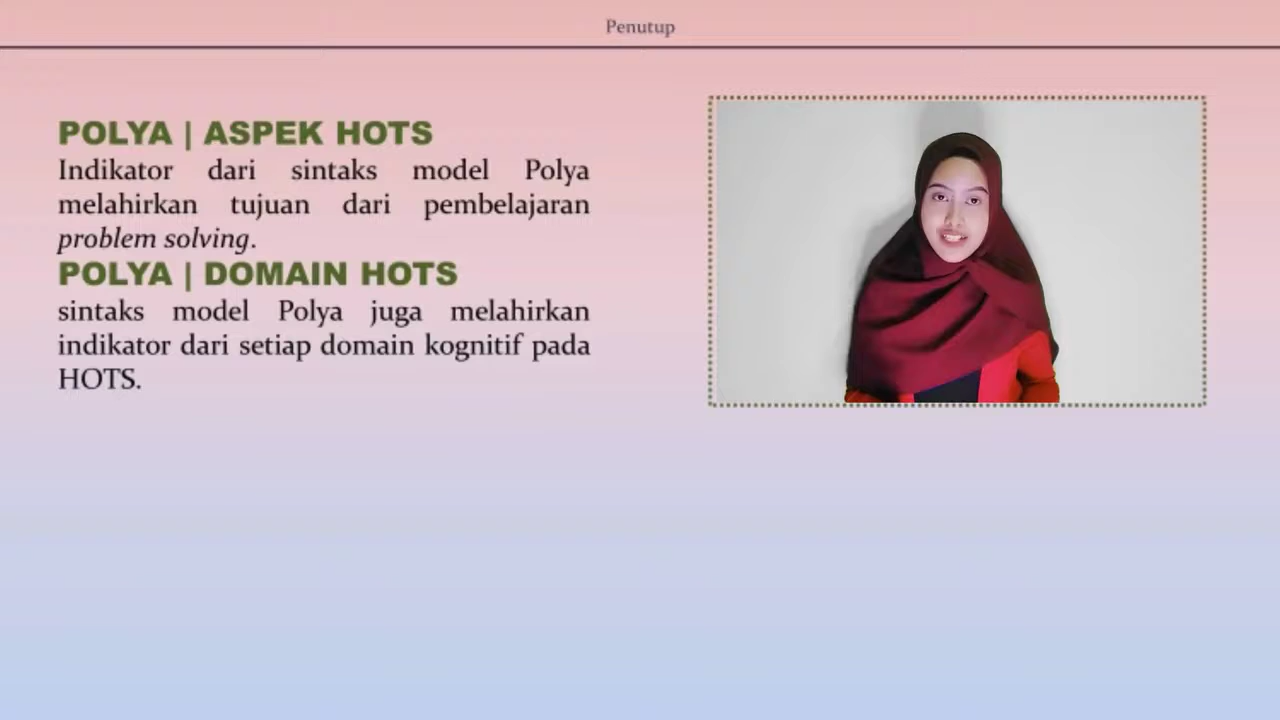 Penutup
POLYA | ASPEK HOTS
Indikator dari sintaks model Polya
melahirkan tujuan dari pembelajaran
problem solving.
POLYA | DOMAIN HOTS
sintaks model Polya juga melahirkan
indikator dari setiap domain kognitif pada
HOTS.